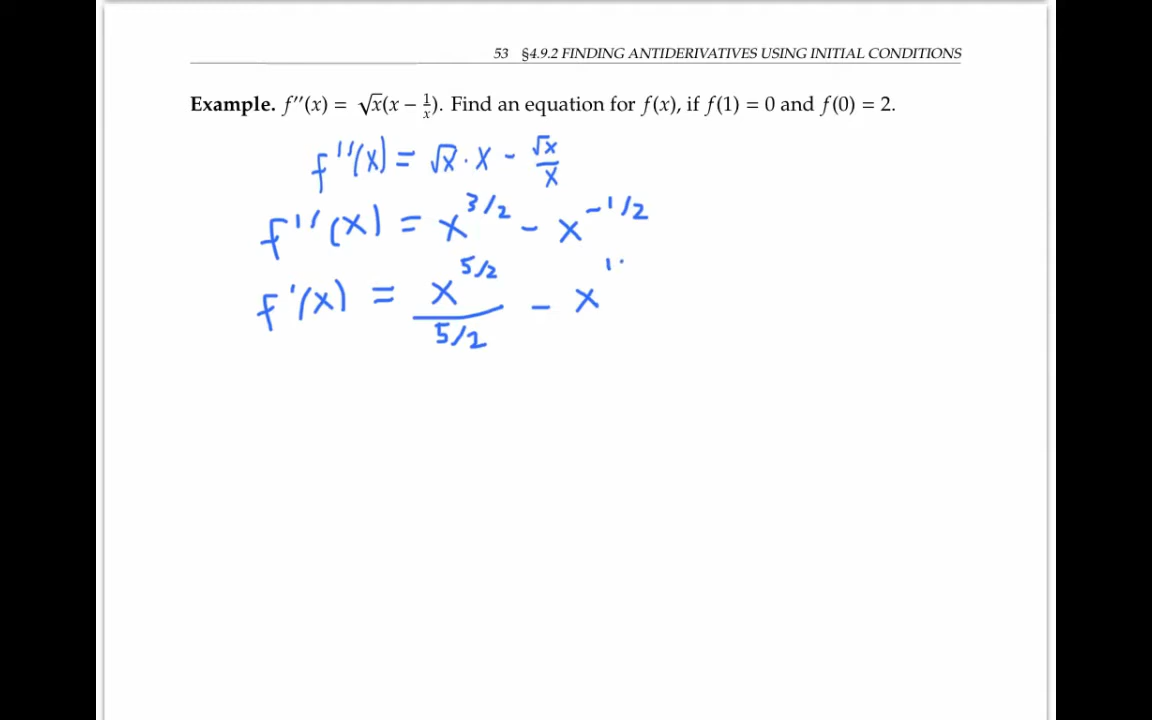 53 §4.9.2 FINDING ANTIDERIVATIVES USING INITIAL CONDITIONS
Example. f′′(x) = √x(x − 1/x). Find an equation for f(x), if f(1) = 0 and f(0) = 2.
f''(x) = √x · x - √x/x
f''(x) = x^3/2 - x^-1/2
f'(x) = x^5/2 / 5/2 - x^1